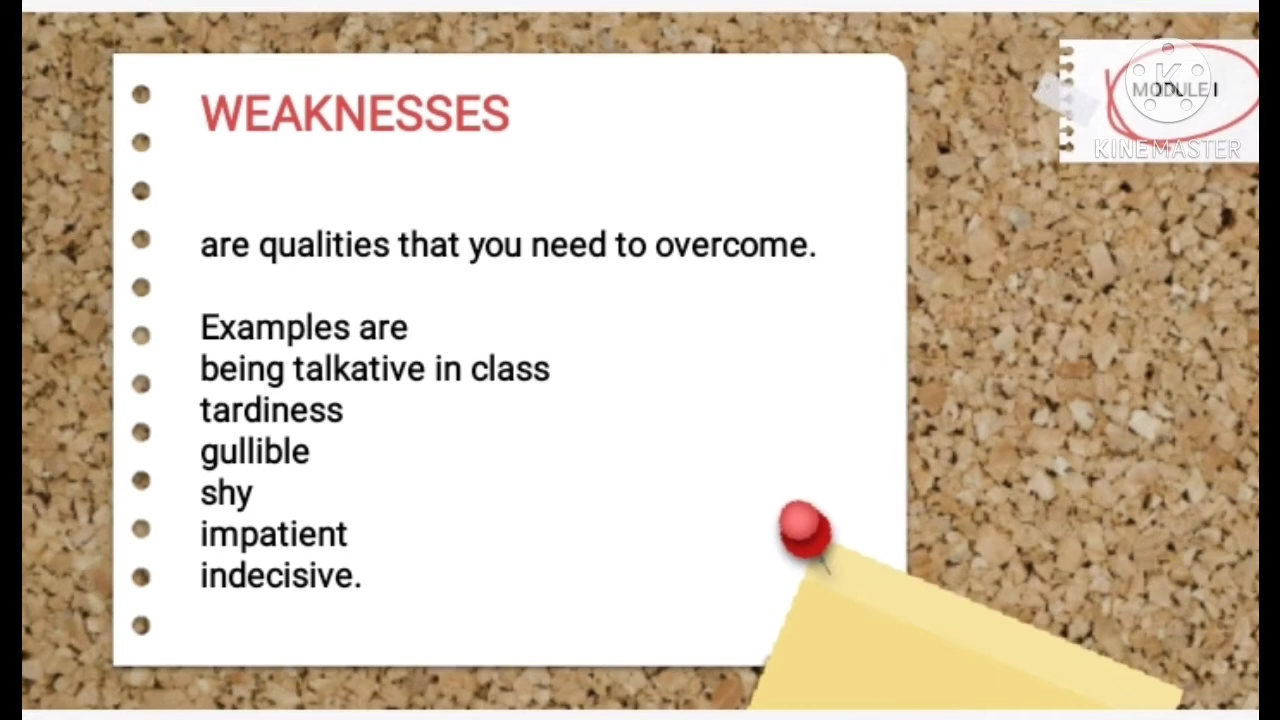 WEAKNESSES
MODULE I
KINEMASTER
are qualities that you need to overcome.
Examples are
being talkative in class
tardiness
gullible
shy
impatient
indecisive.